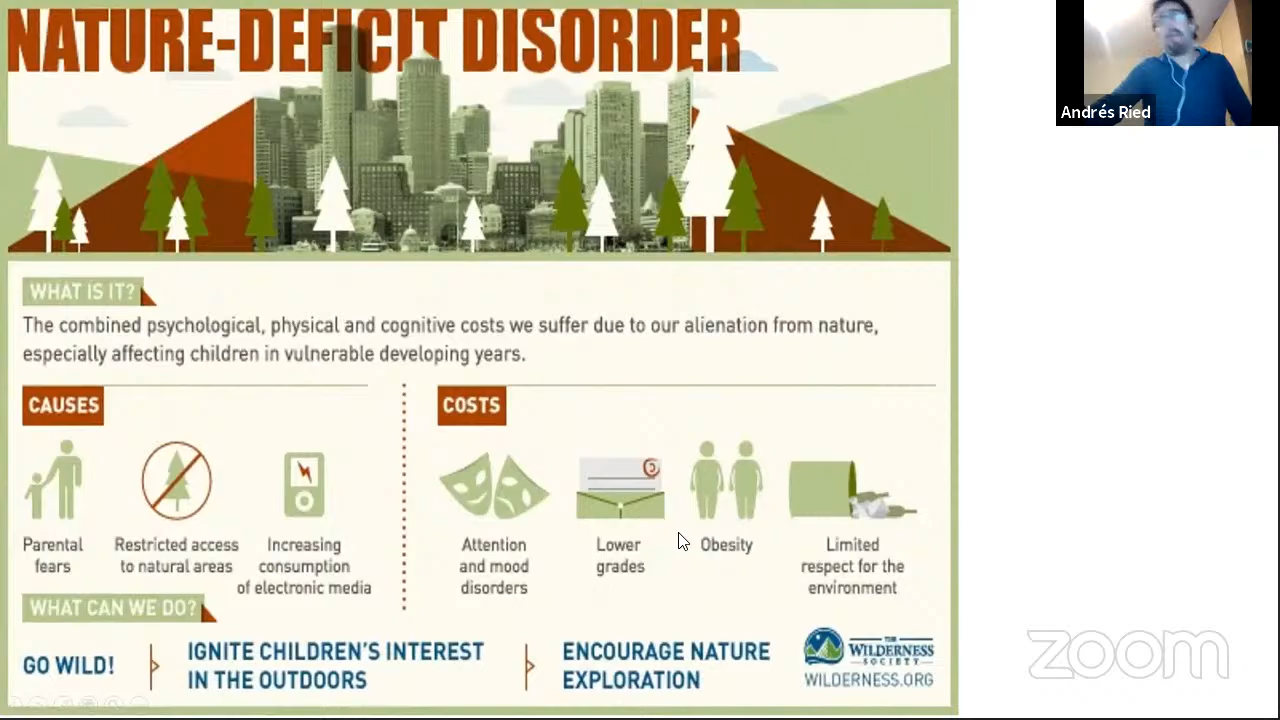 NATURE-DEFICIT DISORDER
Andrés Ried
WHAT IS IT?
The combined psychological, physical and cognitive costs we suffer due to our alienation from nature,
especially affecting children in vulnerable developing years.
CAUSES
Parental
fears
Restricted access
to natural areas
Increasing
consumption
of electronic media
COSTS
Attention
and mood
disorders
Lower
grades
Obesity
Limited
respect for the
environment
WHAT CAN WE DO?
GO WILD!
IGNITE CHILDREN'S INTEREST
IN THE OUTDOORS
ENCOURAGE NATURE
EXPLORATION
THE
WILDERNESS
SOCIETY
WILDERNESS.ORG
zoom